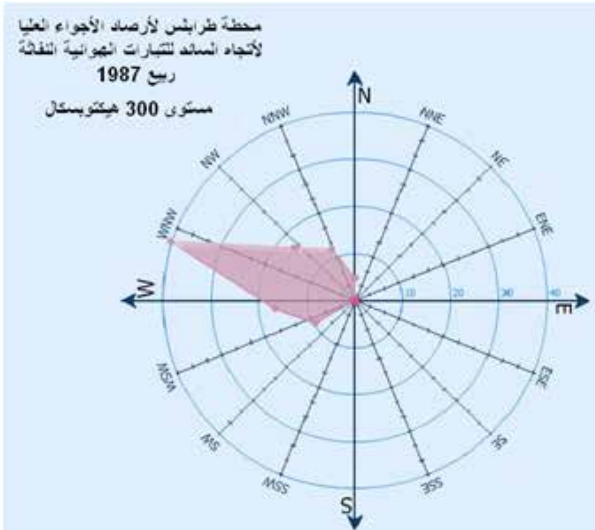 محطة طرابلس لأرصاد الأجواء العليا
لأتجاه السائد للتيارات الهوائية النفاثة
ربيع 1987
مستوى 300 هيكتوبسكال
N
NNW
NNE
NW
NE
WNW
ENE
W
10
20
30
40
E
WSW
ESE
SW
SE
SSW
SSE
S